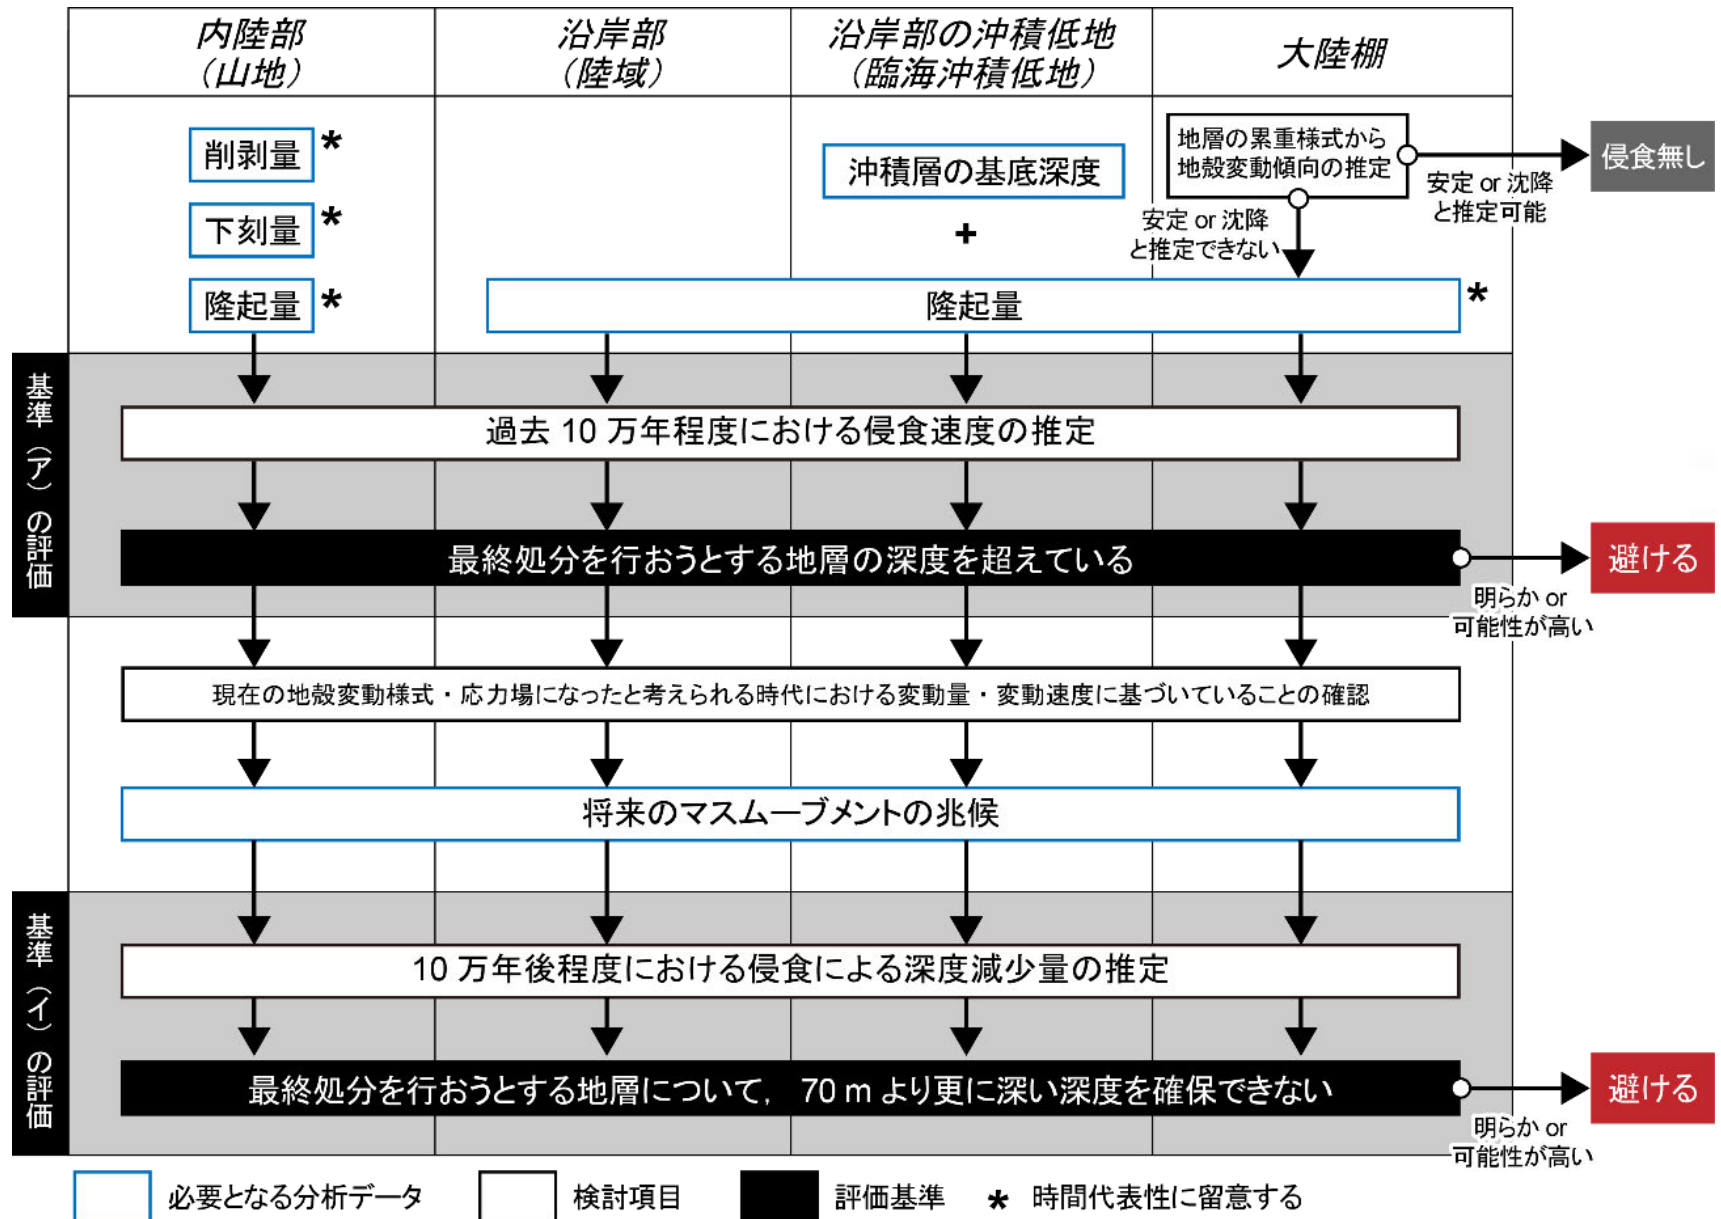 内陸部
（山地）
沿岸部
（陸域）
沿岸部の沖積低地
（臨海沖積低地）
大陸棚
削剥量 *
下刻量 *
隆起量 *
沖積層の基底深度
+
地層の累重様式から
地殻変動傾向の推定
安定 or 沈降
と推定可能
侵食無し
安定 or 沈降
と推定できない
隆起量 *
基準（ア）の評価
過去 10 万年程度における侵食速度の推定
最終処分を行おうとする地層の深度を超えている
避ける
明らか or
可能性が高い
現在の地殻変動様式・応力場になったと考えられる時代における変動量・変動速度に基づいていることの確認
将来のマスムーブメントの兆候
基準（イ）の評価
10 万年後程度における侵食による深度減少量の推定
最終処分を行おうとする地層について，70 m より更に深い深度を確保できない
避ける
明らか or
可能性が高い
必要となる分析データ
検討項目
評価基準
* 時間代表性に留意する